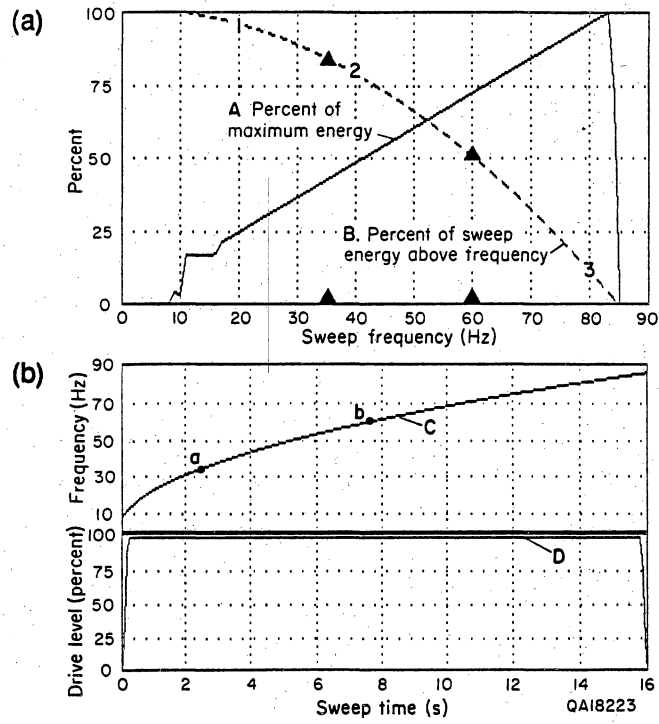 (a)
100
75
50
25
0
Percent
1
2
3
A Percent of
maximum energy
B. Percent of sweep
energy above frequency
0 20 30 40 50 60 70 80 90
Sweep frequency (Hz)
(b)
90
70
50
30
10
Frequency (Hz)
a
b
C
100
75
50
25
0
Drive level (percent)
D
0 2 4 6 8 10 12 14 16
Sweep time (s)
QA18223